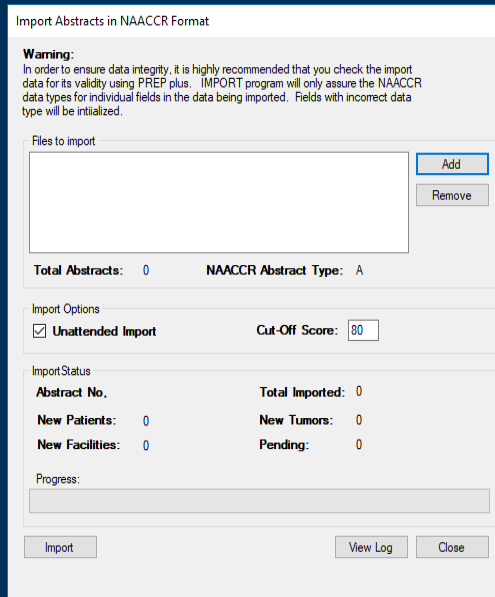 Import Abstracts in NAACCR Format
Warning:
In order to ensure data integrity, it is highly recommended that you check the import
data for its validity using PREP plus. IMPORT program will only assure the NAACCR
data types for individual fields in the data being imported. Fields with incorrect data
type will be intiialized.
Files to import
Add
Remove
Total Abstracts: 0 NAACCR Abstract Type: A
Import Options
Unattended Import Cut-Off Score: 80
ImportStatus
Abstract No. Total Imported: 0
New Patients: 0 New Tumors: 0
New Facilities: 0 Pending: 0
Progress:
Import View Log Close